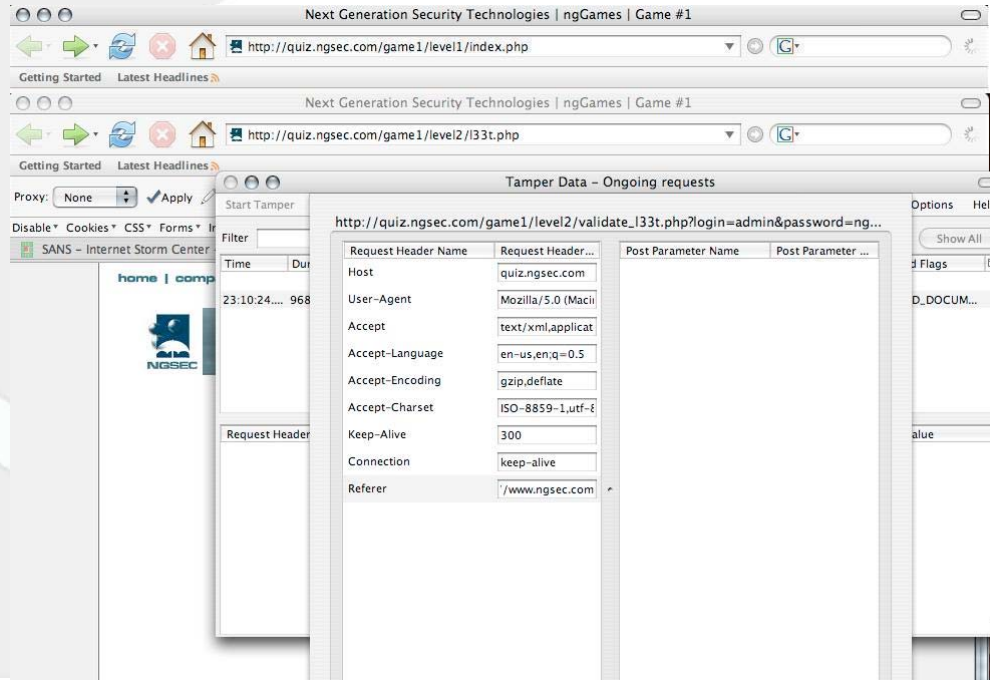 Next Generation Security Technologies | ngGames | Game #1
http://quiz.ngsec.com/game1/level1/index.php
G
Getting Started Latest Headlines
Next Generation Security Technologies | ngGames | Game #1
http://quiz.ngsec.com/game1/level2/l33t.php
G
Getting Started Latest Headlines
Proxy: None Apply
Tamper Data - Ongoing requests
Start Tamper Options Hel
http://quiz.ngsec.com/game1/level2/validate_l33t.php?login=admin&password=ng...
Disable Cookies CSS Forms
Filter Show All
SANS - Internet Storm Center
Request Header Name Request Header... Post Parameter Name Post Parameter ...
Time Dur d Flags
Host quiz.ngsec.com
home | comp
23:10:24.... 968 D_DOCUM...
User-Agent Mozilla/5.0 (Maci
Accept text/xml,applicat
Accept-Language en-us,en;q=0.5
NGSEC
Accept-Encoding gzip,deflate
Accept-Charset ISO-8859-1,utf-8
Request Header alue
Keep-Alive 300
Connection keep-alive
Referer '/www.ngsec.com